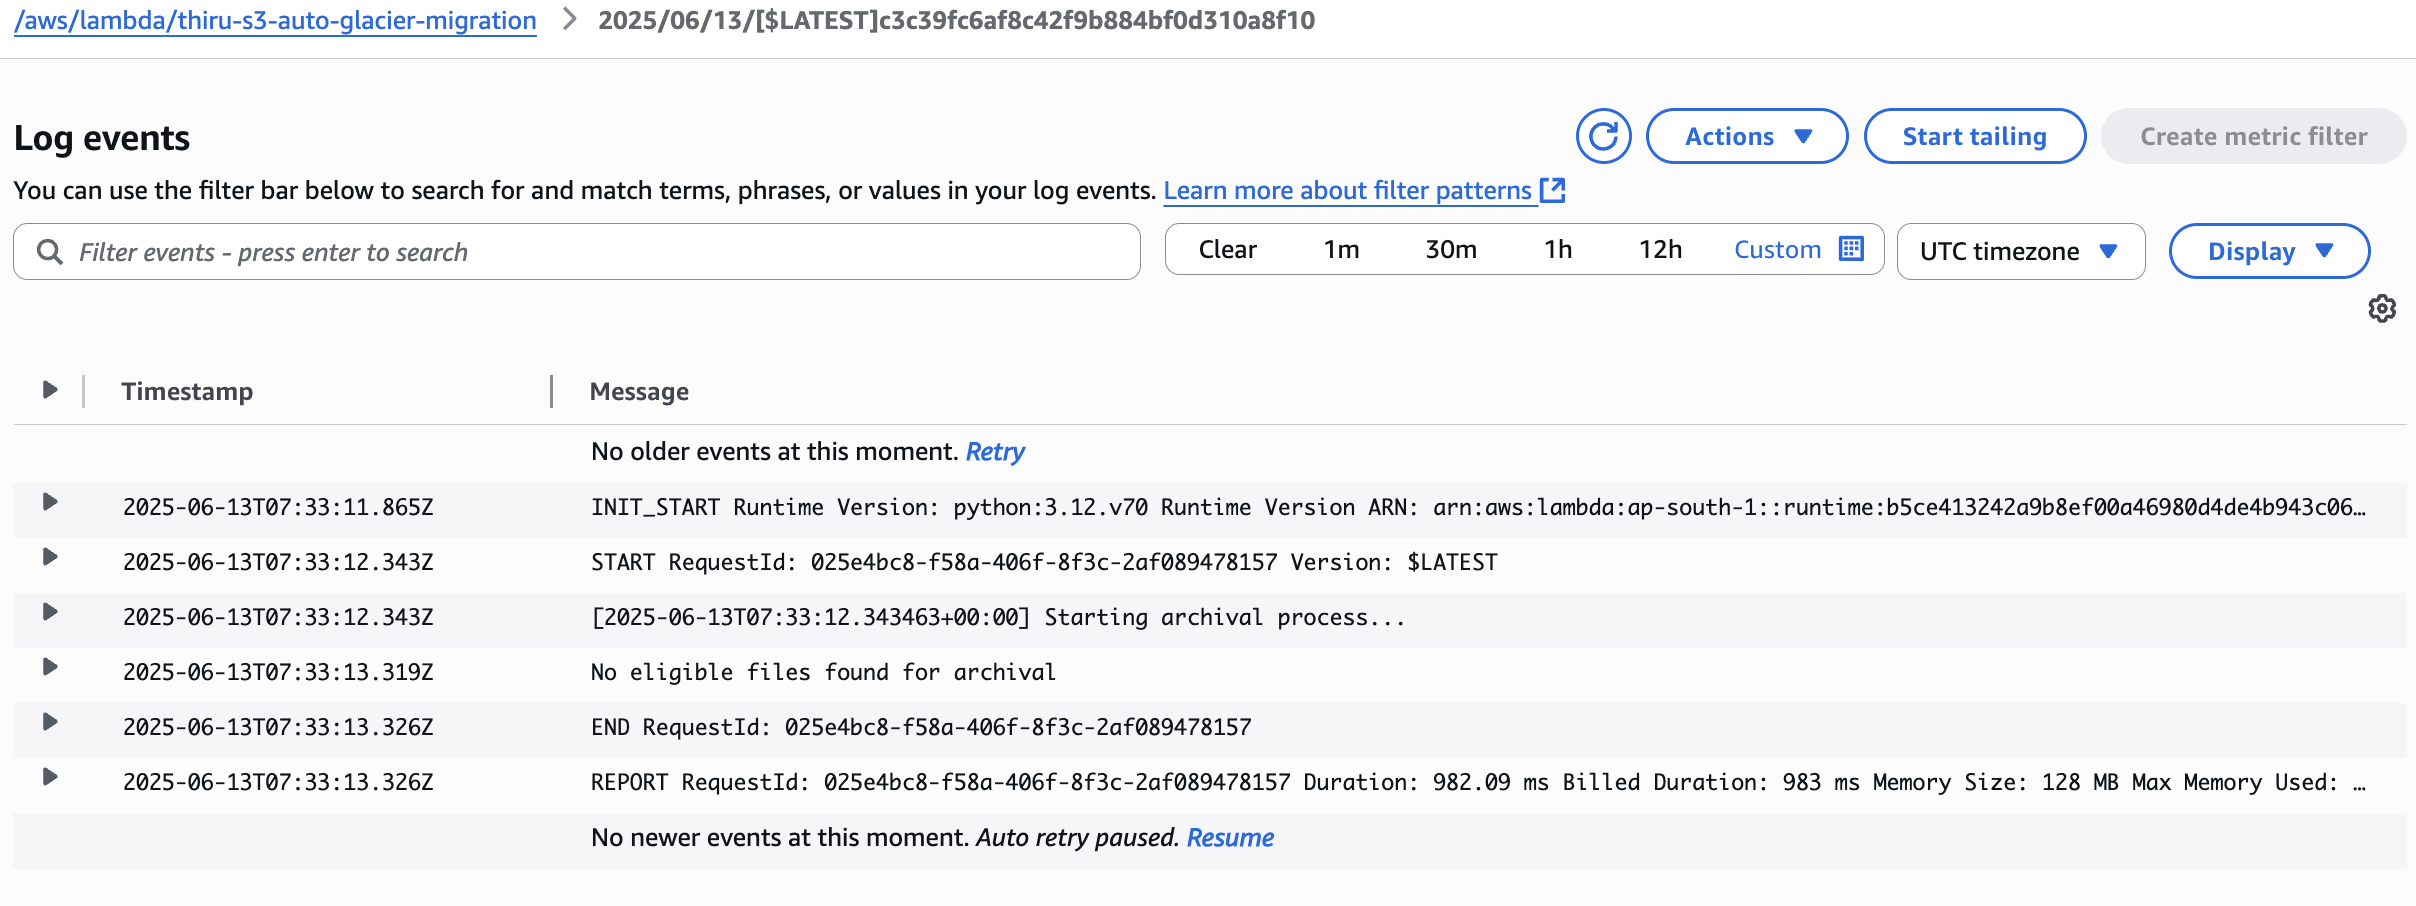 /aws/lambda/thiru-s3-auto-glacier-migration > 2025/06/13/[$LATEST]c3c39fc6af8c42f9b884bf0d310a8f10
Log events
Actions
Start tailing
Create metric filter
You can use the filter bar below to search for and match terms, phrases, or values in your log events. Learn more about filter patterns
Filter events - press enter to search
Clear 1m 30m 1h 12h Custom
UTC timezone
Display
Timestamp Message
No older events at this moment. Retry
2025-06-13T07:33:11.865Z INIT_START Runtime Version: python:3.12.v70 Runtime Version ARN: arn:aws:lambda:ap-south-1::runtime:b5ce413242a9b8ef00a46980d4de4b943c06…
2025-06-13T07:33:12.343Z START RequestId: 025e4bc8-f58a-406f-8f3c-2af089478157 Version: $LATEST
2025-06-13T07:33:12.343Z [2025-06-13T07:33:12.343463+00:00] Starting archival process...
2025-06-13T07:33:13.319Z No eligible files found for archival
2025-06-13T07:33:13.326Z END RequestId: 025e4bc8-f58a-406f-8f3c-2af089478157
2025-06-13T07:33:13.326Z REPORT RequestId: 025e4bc8-f58a-406f-8f3c-2af089478157 Duration: 982.09 ms Billed Duration: 983 ms Memory Size: 128 MB Max Memory Used: …
No newer events at this moment. Auto retry paused. Resume